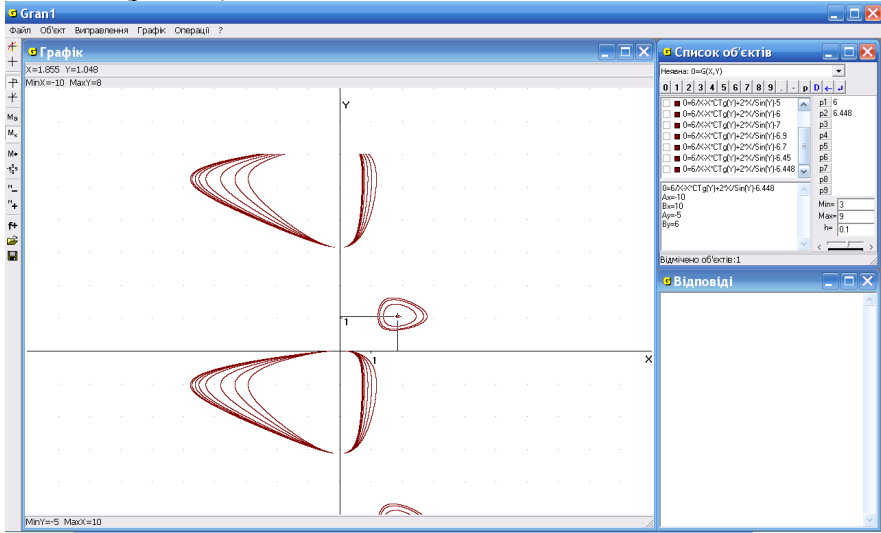 Gran1
Файл Об'єкт Виправлення Графік Операції ?
Графік
X=1.855 Y=1.048
MinX=-10 MaxY=8
Y
1
1
X
MinY=-5 MaxX=10
Список об'єктів
Неявна: 0=G(X,Y)
0 1 2 3 4 5 6 7 8 9 . - p D
0=6/X-X*CTg(Y)+2*X/Sin(Y)-5
0=6/X-X*CTg(Y)+2*X/Sin(Y)-6
0=6/X-X*CTg(Y)+2*X/Sin(Y)-7
0=6/X-X*CTg(Y)+2*X/Sin(Y)-6.9
0=6/X-X*CTg(Y)+2*X/Sin(Y)-6.7
0=6/X-X*CTg(Y)+2*X/Sin(Y)-6.45
0=6/X-X*CTg(Y)+2*X/Sin(Y)-6.448
p1 6
p2 6.448
p3
p4
p5
p6
p7
p8
p9
0=6/X-X*CTg(Y)+2*X/Sin(Y)-6.448
Ax=-10
Bx=10
Ay=-5
By=6
Min= 3
Max= 9
h= 0.1
Відмічено об'єктів:1
Відповіді